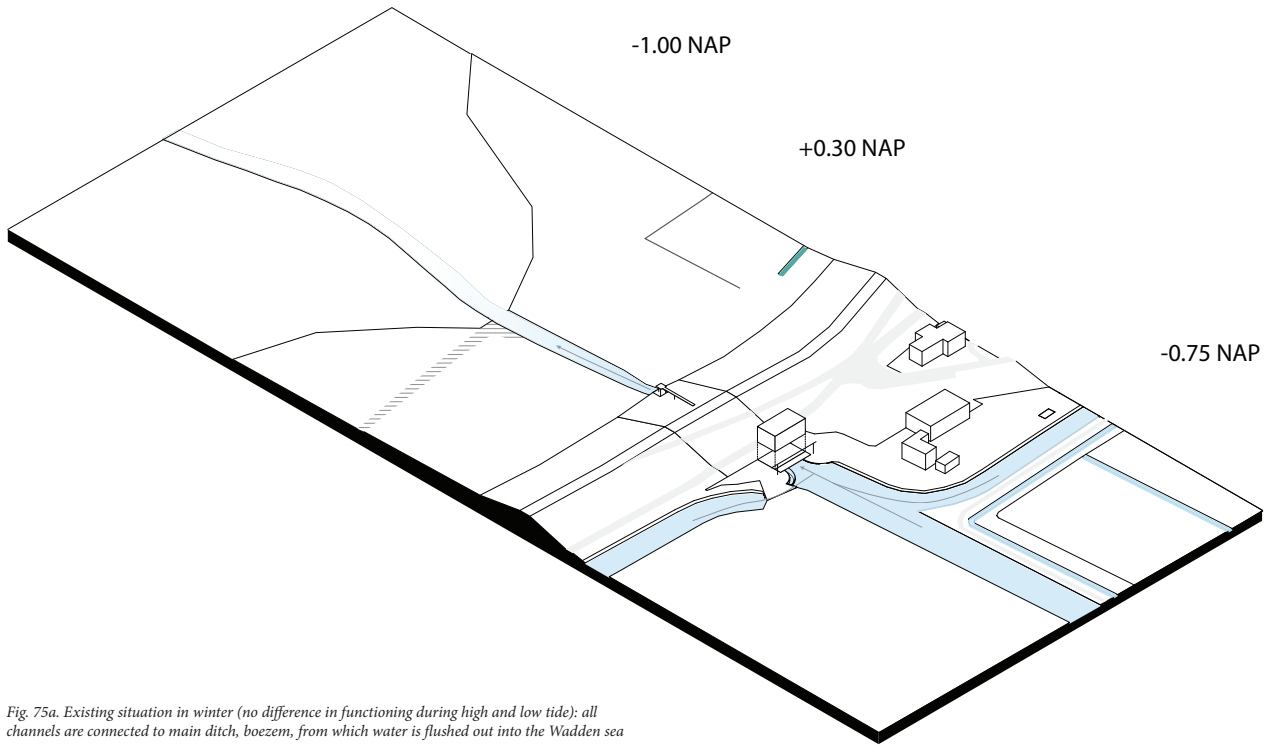 -1.00 NAP
+0.30 NAP
-0.75 NAP
Fig. 75a. Existing situation in winter (no difference in functioning during high and low tide): all
channels are connected to main ditch, boezem, from which water is flushed out into the Wadden sea